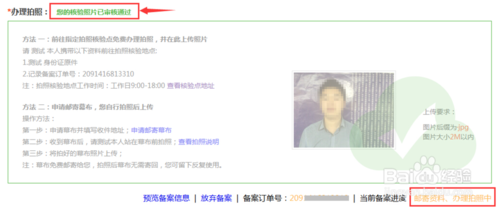 *办理拍照： 您的核验照片已审核通过
方法 一：前往指定拍照核验点免费办理拍照，并在此上传照片
请 测试 本人携带以下资料前往拍照核验地点:
1.测试 身份证原件
2.记录备案订单号：2091416813310
注：拍照核验地点工作时间：工作日9:00-18:00 查看核验点地址
方法 二：申请邮寄幕布，您自行拍照后上传
操作方法：
第一步：申请幕布并填写收件地址；申请邮寄幕布
第二步：收到幕布后，请测试本人站在幕布前拍照；查看拍照说明
第三步：将拍好的幕布照片上传；
注：幕布免费邮寄给您，拍照后幕布无需寄回，您可留下反复使用。
上传要求：
图片后缀为.jpg
图片大小2M以内
Baidu经验
预览备案信息 | 放弃备案 | 备案订单号：209 | 当前备案进度：邮寄资料、办理拍照中